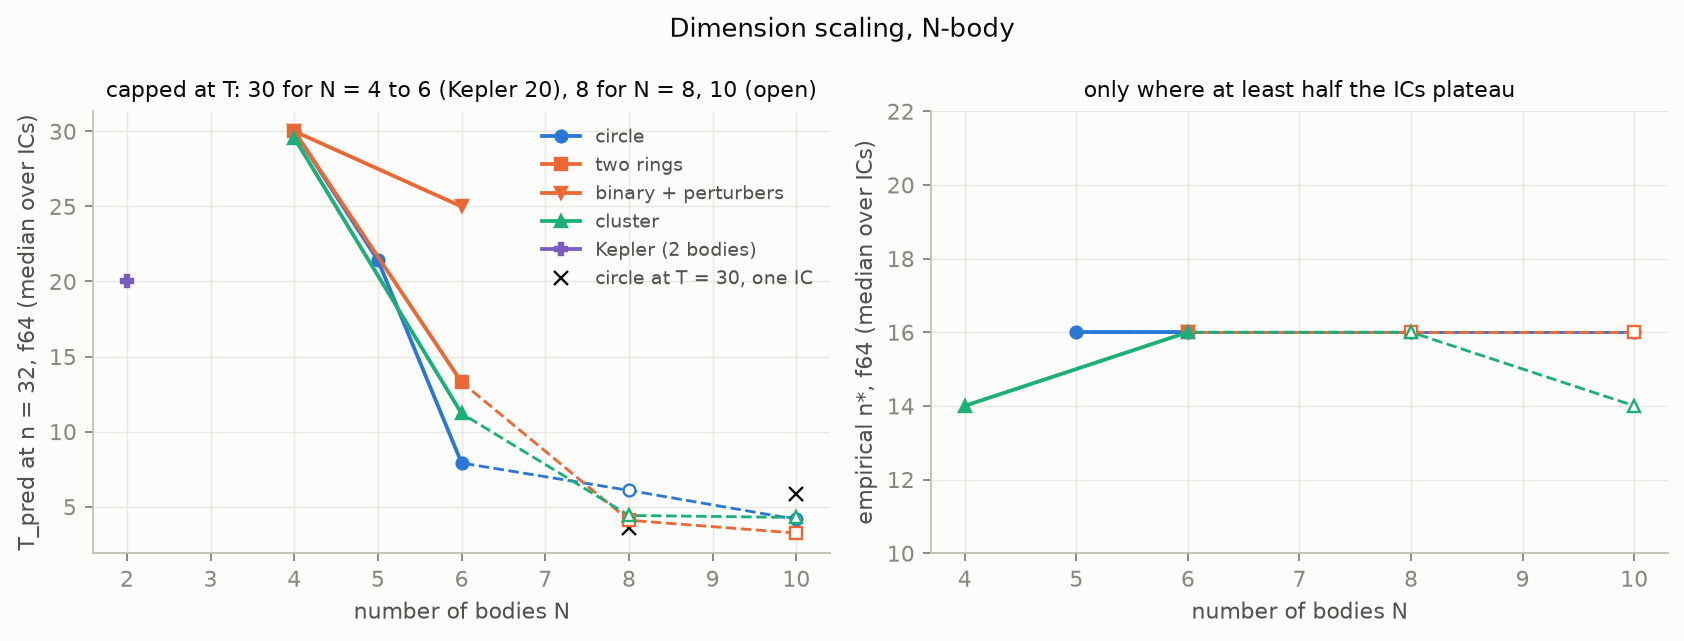 Dimension scaling, N-body
capped at T: 30 for N = 4 to 6 (Kepler 20), 8 for N = 8, 10 (open)
T_pred at n = 32, f64 (median over ICs)
30
25
20
15
10
5
circle
two rings
binary + perturbers
cluster
Kepler (2 bodies)
circle at T = 30, one IC
2 3 4 5 6 7 8 9 10
number of bodies N
only where at least half the ICs plateau
empirical n*, f64 (median over ICs)
22
20
18
16
14
12
10
4 5 6 7 8 9 10
number of bodies N